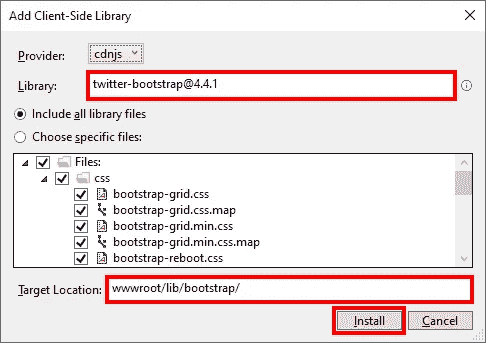 Add Client-Side Library
Provider: cdnjs
Library: twitter-bootstrap@4.4.1
Include all library files
Choose specific files:
Files:
css
bootstrap-grid.css
bootstrap-grid.css.map
bootstrap-grid.min.css
bootstrap-grid.min.css.map
bootstrap-reboot.css
Target Location: wwwroot/lib/bootstrap/
Install Cancel